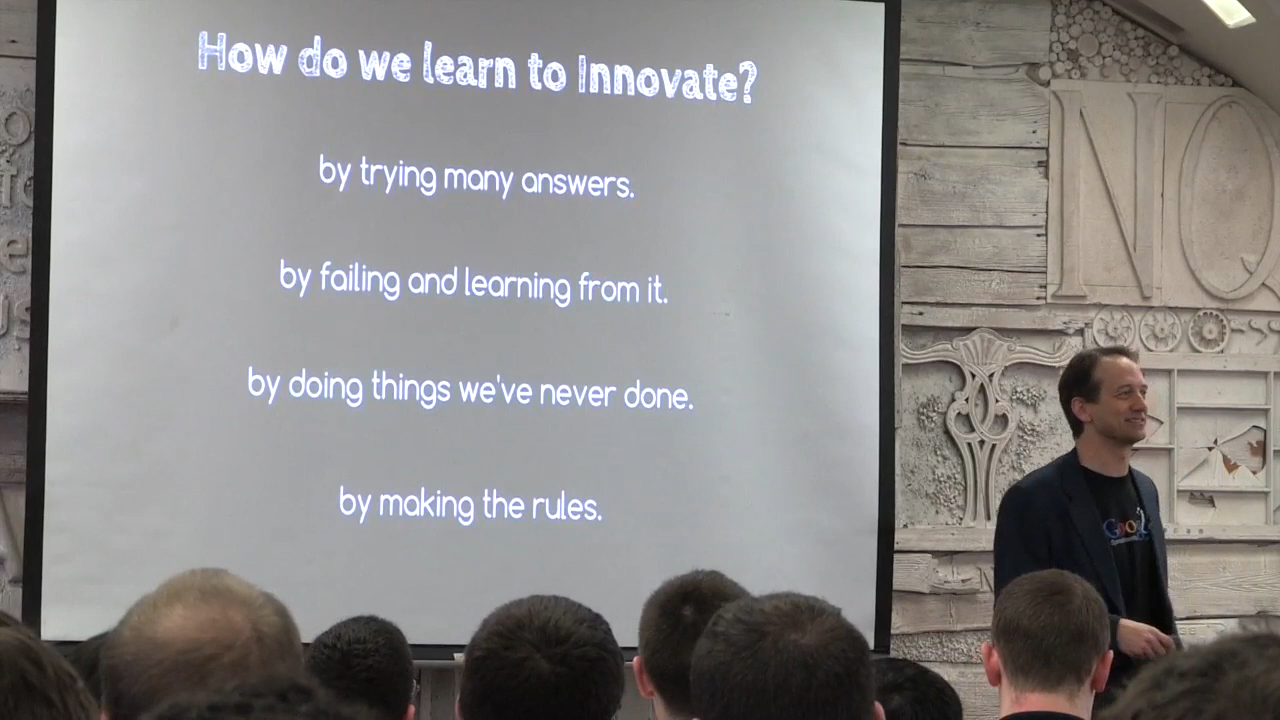 How do we learn to Innovate?
by trying many answers.
by failing and learning from it.
by doing things we've never done.
by making the rules.
NQ
Google